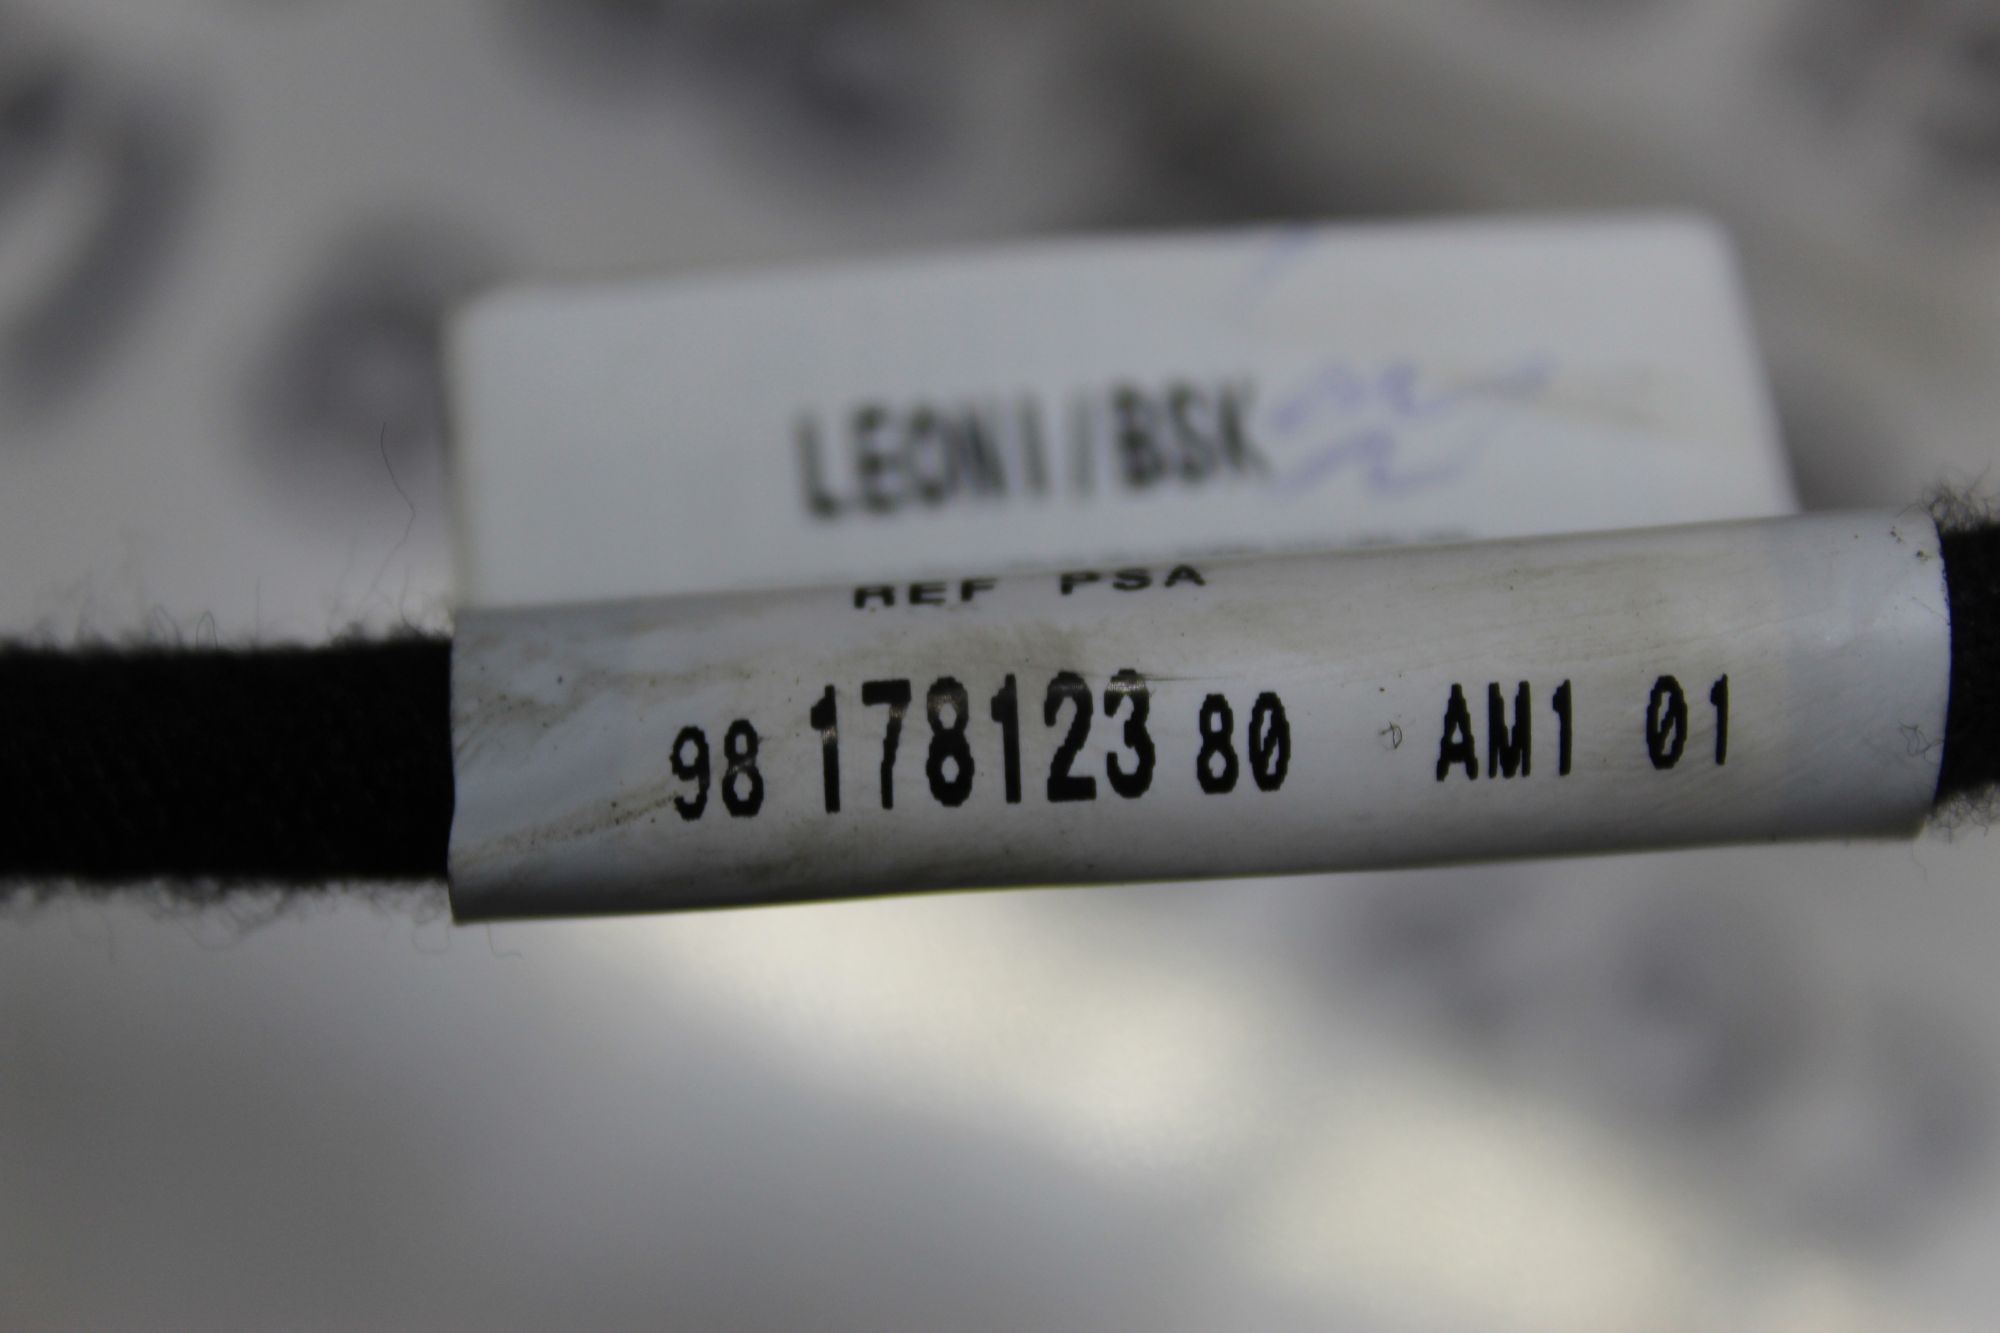 LEONI/BSK
REF PSA
98 178123 80 AM1 01